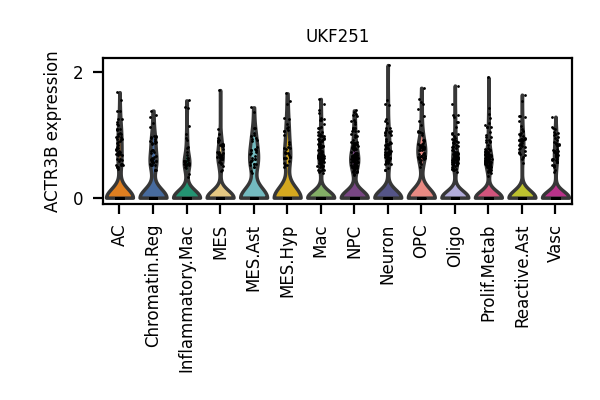 UKF251
ACTR3B expression
2
0
AC
Chromatin.Reg
Inflammatory.Mac
MES
MES.Ast
MES.Hyp
Mac
NPC
Neuron
OPC
Oligo
Prolif.Metab
Reactive.Ast
Vasc